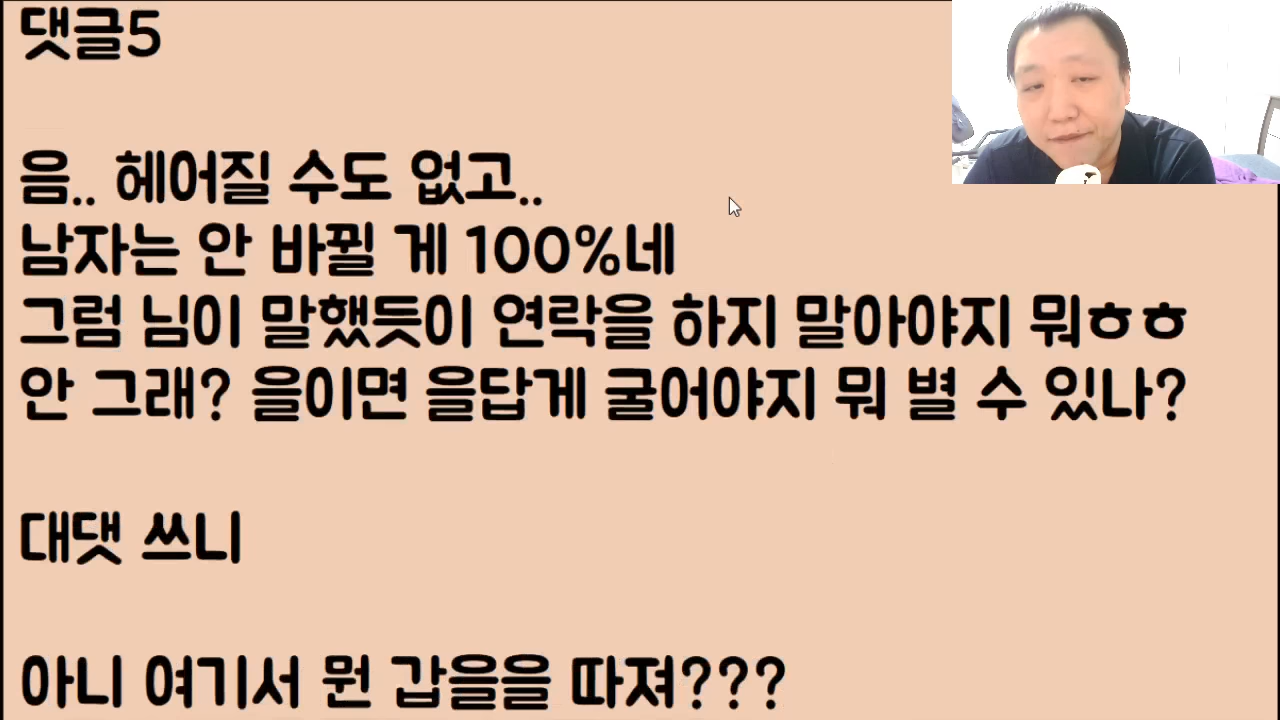 댓글5
음.. 헤어질 수도 없고..
남자는 안 바뀔 게 100%네
그럼 님이 말했듯이 연락을 하지 말아야지 뭐ㅎㅎ
안 그래? 을이면 을답게 굴어야지 뭐 별 수 있나?
대댓 쓰니
아니 여기서 뭔 갑을을 따져???